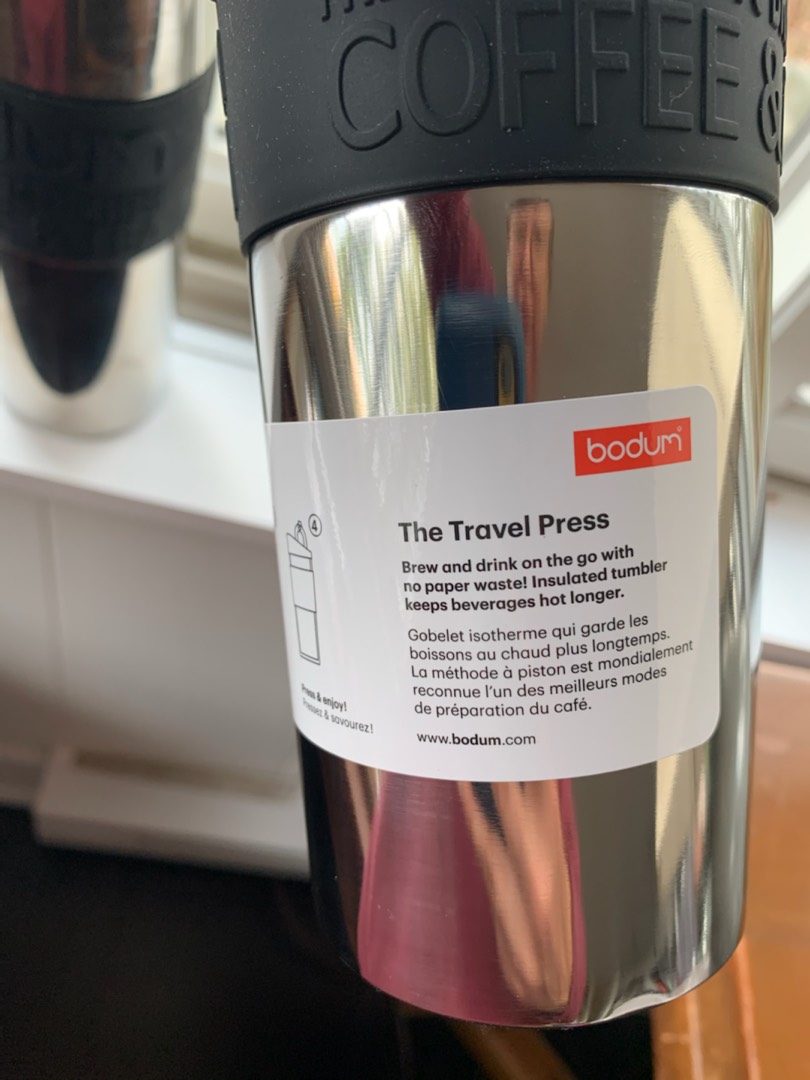 COFFEE &
bodum®
4
The Travel Press
Brew and drink on the go with
no paper waste! Insulated tumbler
keeps beverages hot longer.
Gobelet isotherme qui garde les
boissons au chaud plus longtemps.
La méthode à piston est mondialement
reconnue l'un des meilleurs modes
de préparation du café.
www.bodum.com
Press & enjoy!
Pressez & savourez!